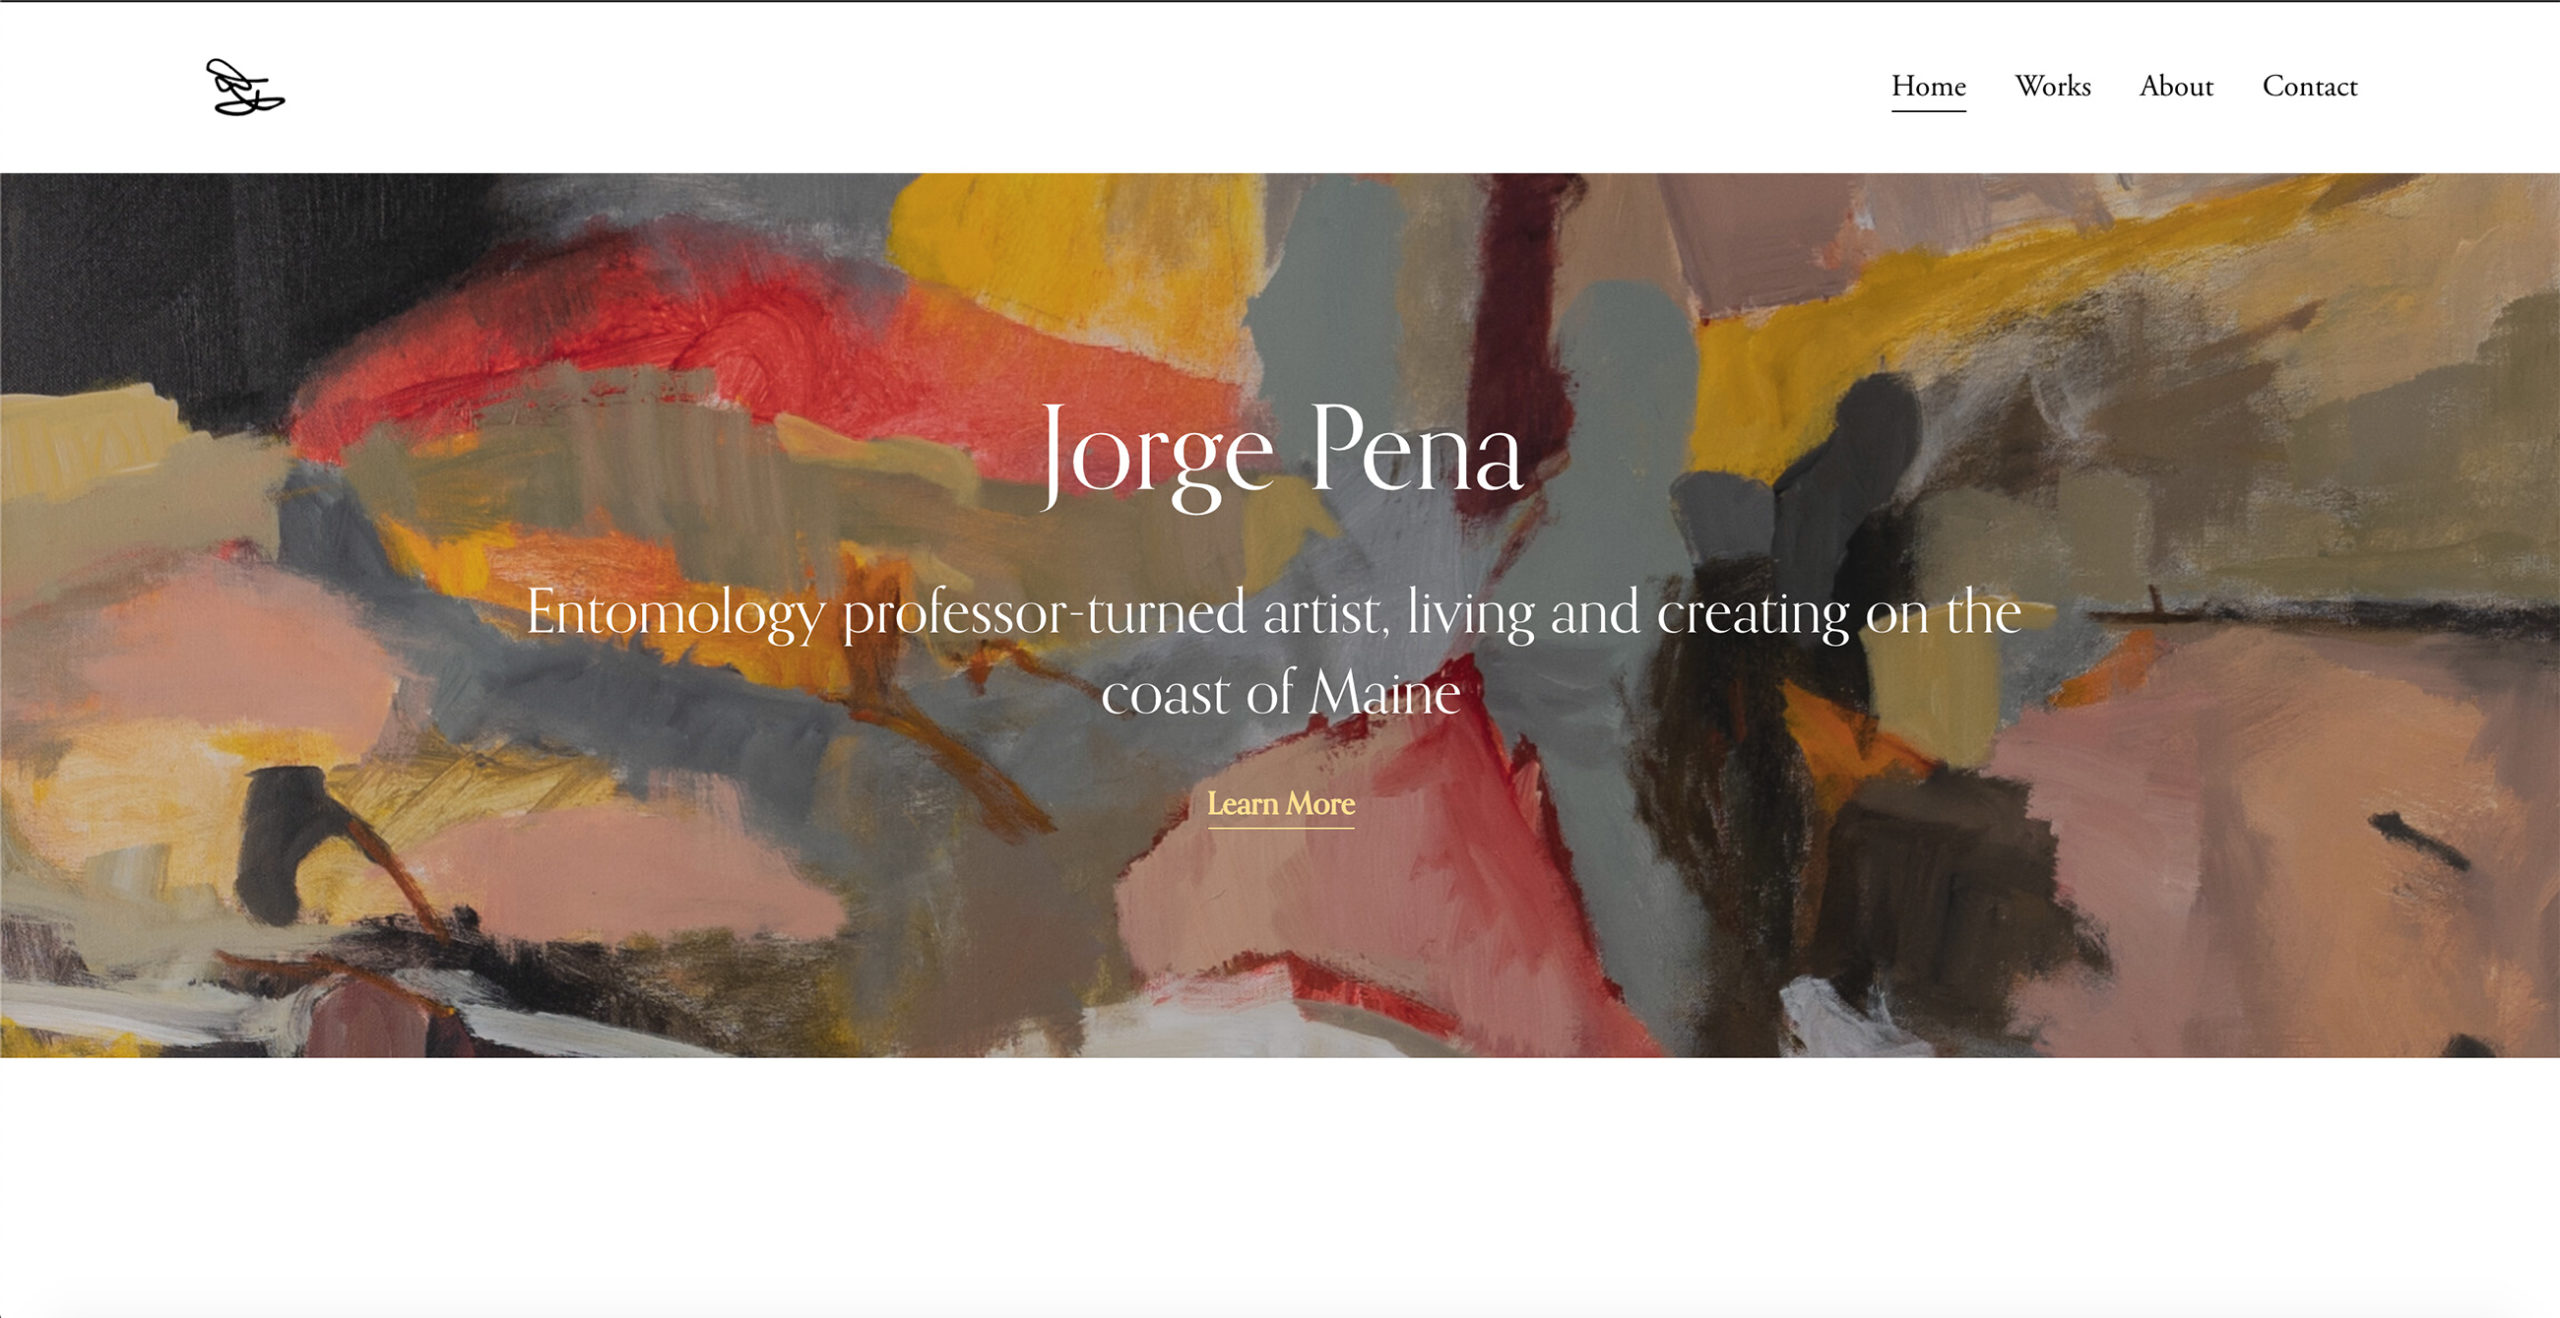 Home Works About Contact
Jorge Pena
Entomology professor-turned artist, living and creating on the
coast of Maine
Learn More